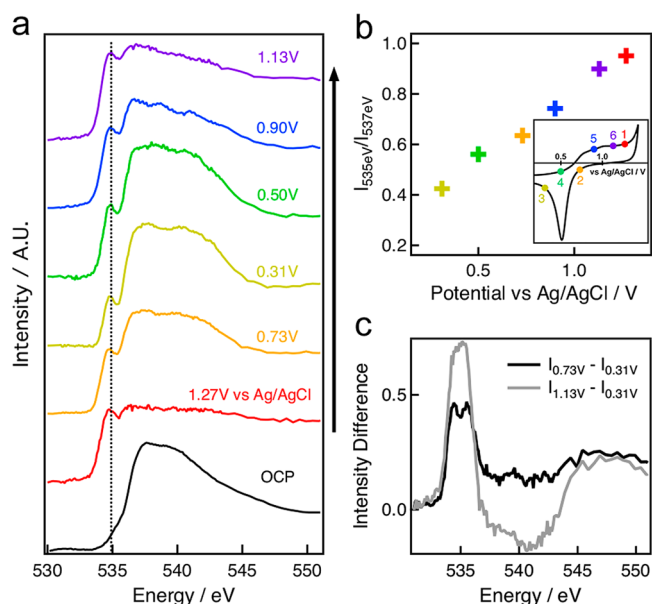 a
1.13V
0.90V
0.50V
0.31V
0.73V
1.27V vs Ag/AgCl
OCP
Intensity / A.U.
530 535 540 545 550
Energy / eV
b
1.0
0.8
0.6
0.4
0.2
I535eV/I537eV
0.5 1.0
Potential vs Ag/AgCl / V
5 6 1
0.5 1.0
vs Ag/AgCl / V
4 2
3
c
I0.73V - I0.31V
I1.13V - I0.31V
0.5
0.0
Intensity Difference
535 540 545 550
Energy / eV